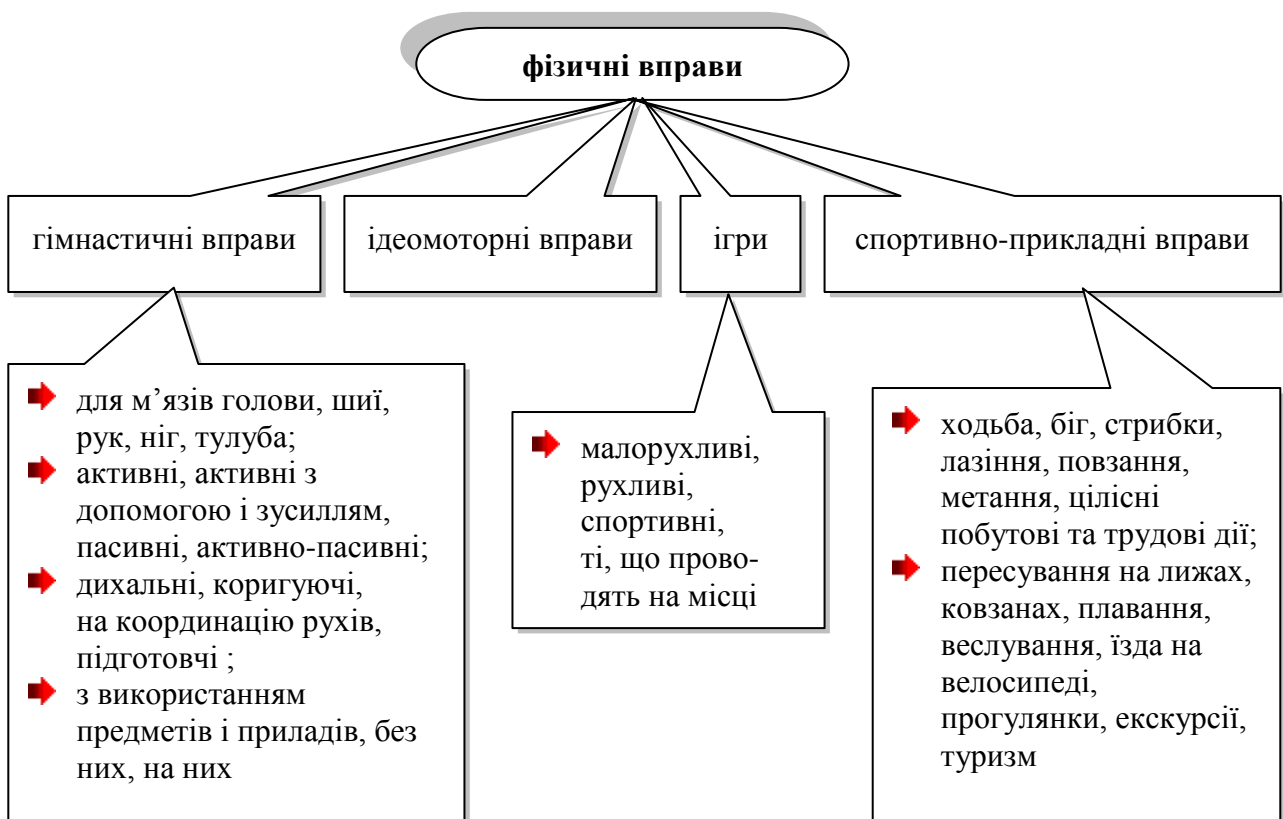 фізичні вправи
гімнастичні вправи
ідеомоторні вправи
ігри
спортивно-прикладні вправи
для м’язів голови, шиї,
рук, ніг, тулуба;
активні, активні з
допомогою і зусиллям,
пасивні, активно-пасивні;
дихальні, коригуючі,
на координацію рухів,
підготовчі ;
з використанням
предметів і приладів, без
них, на них
малорухливі,
рухливі,
спортивні,
ті, що прово-
дять на місці
ходьба, біг, стрибки,
лазіння, повзання,
метання, цілісні
побутові та трудові дії;
пересування на лижах,
ковзанах, плавання,
веслування, їзда на
велосипеді,
прогулянки, екскурсії,
туризм